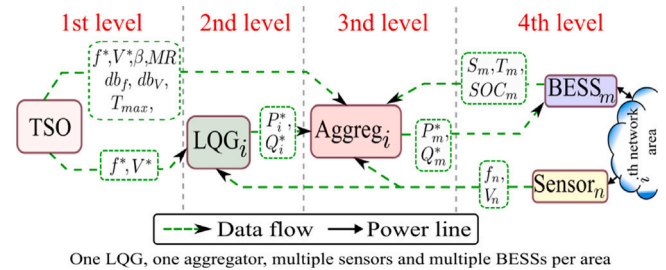 1st level
2nd level
3rd level
4th level
f*,V*,β,MR
db_f, db_V,
T_max,
TSO
f*,V*
LQG_i
P_i*,
Q_i*
Aggreg_i
P_m*,
Q_m*
S_m,T_m,
SOC_m
BESS_m
f_n,
V_n
Sensor_n
i th network
area
Data flow
Power line
One LQG, one aggregator, multiple sensors and multiple BESSs per area